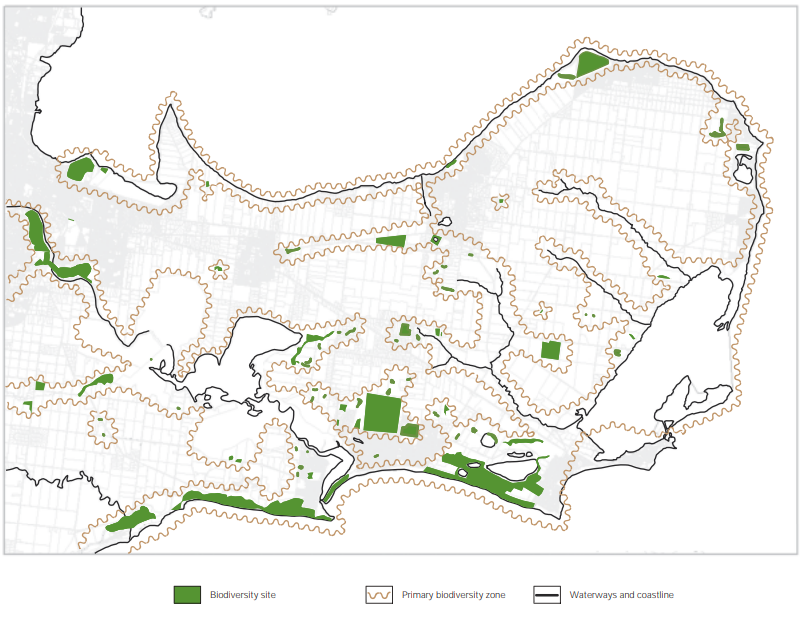 Biodiversity site
Primary biodiversity zone
Waterways and coastline